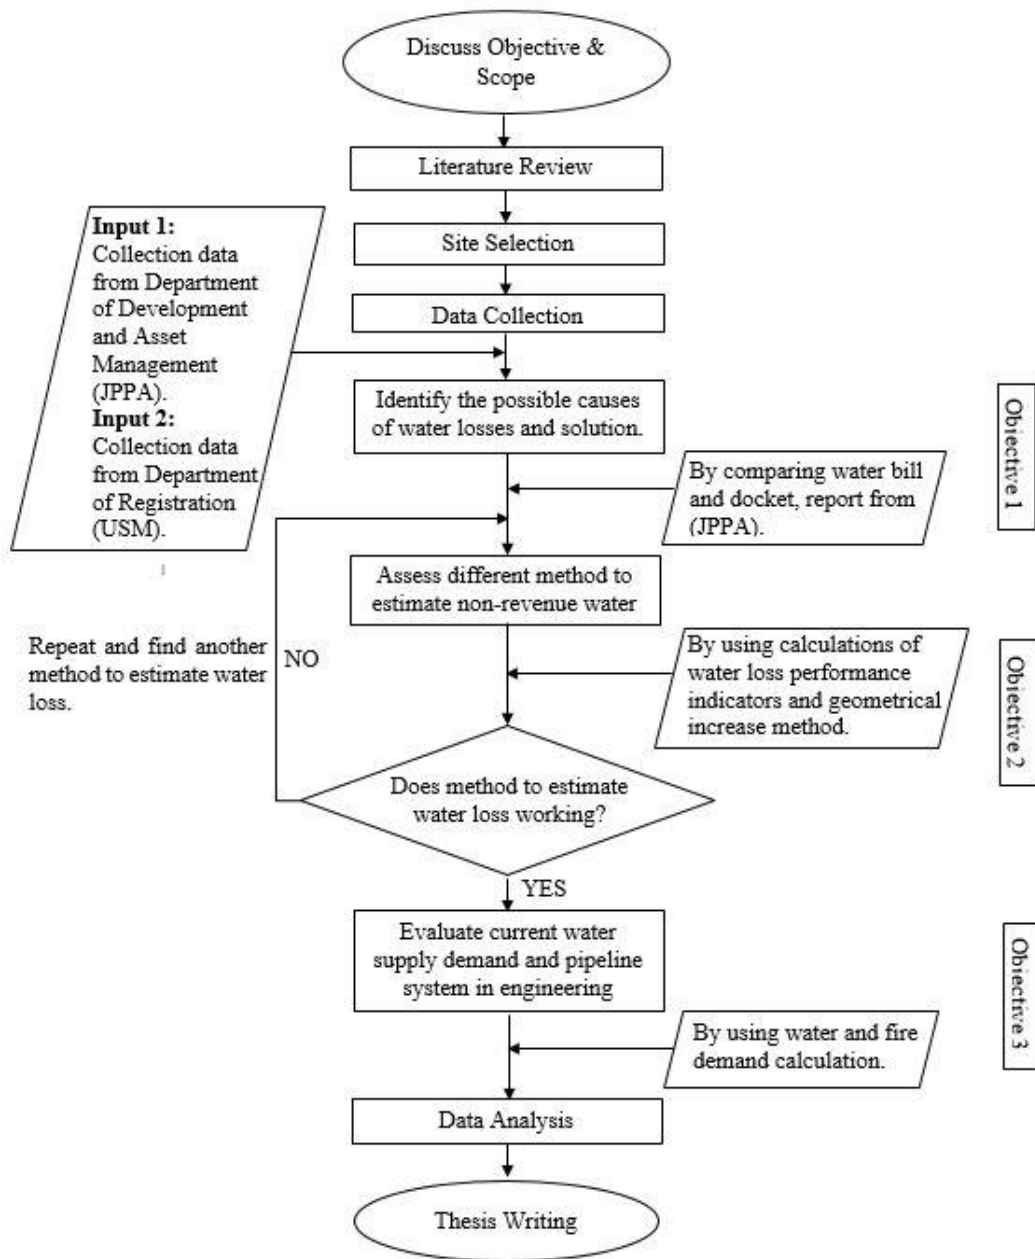 Discuss Objective &
Scope
Literature Review
Site Selection
Data Collection
Input 1:
Collection data
from Department
of Development
and Asset
Management
(JPPA).
Input 2:
Collection data
from Department
of Registration
(USM).
Identify the possible causes
of water losses and solution.
By comparing water bill
and docket, report from
(JPPA).
Objective 1
Assess different method to
estimate non-revenue water
Repeat and find another
method to estimate water
loss.
NO
By using calculations of
water loss performance
indicators and geometrical
increase method.
Objective 2
Does method to estimate
water loss working?
YES
Evaluate current water
supply demand and pipeline
system in engineering
Objective 3
By using water and fire
demand calculation.
Data Analysis
Thesis Writing